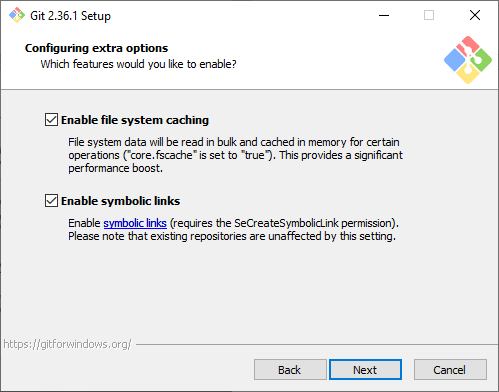 Git 2.36.1 Setup
Configuring extra options
Which features would you like to enable?
Enable file system caching
File system data will be read in bulk and cached in memory for certain
operations ("core.fscache" is set to "true"). This provides a significant
performance boost.
Enable symbolic links
Enable symbolic links (requires the SeCreateSymbolicLink permission).
Please note that existing repositories are unaffected by this setting.
https://gitforwindows.org/
Back Next Cancel